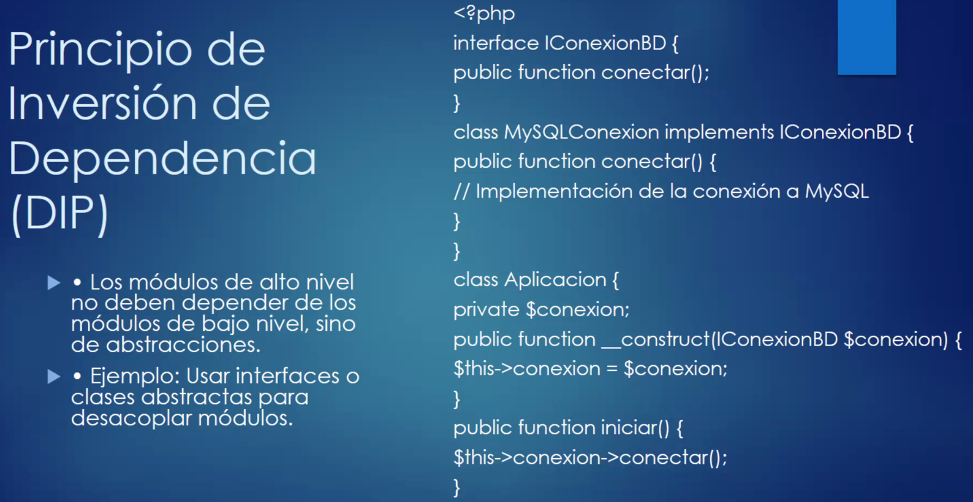 Principio de
Inversión de
Dependencia
(DIP)
• Los módulos de alto nivel
no deben depender de los
módulos de bajo nivel, sino
de abstracciones.
• Ejemplo: Usar interfaces o
clases abstractas para
desacoplar módulos.
<?php
interface IConexionBD {
public function conectar();
}
class MySQLConexion implements IConexionBD {
public function conectar() {
// Implementación de la conexión a MySQL
}
}
class Aplicacion {
private $conexion;
public function __construct(IConexionBD $conexion) {
$this->conexion = $conexion;
}
public function iniciar() {
$this->conexion->conectar();
}